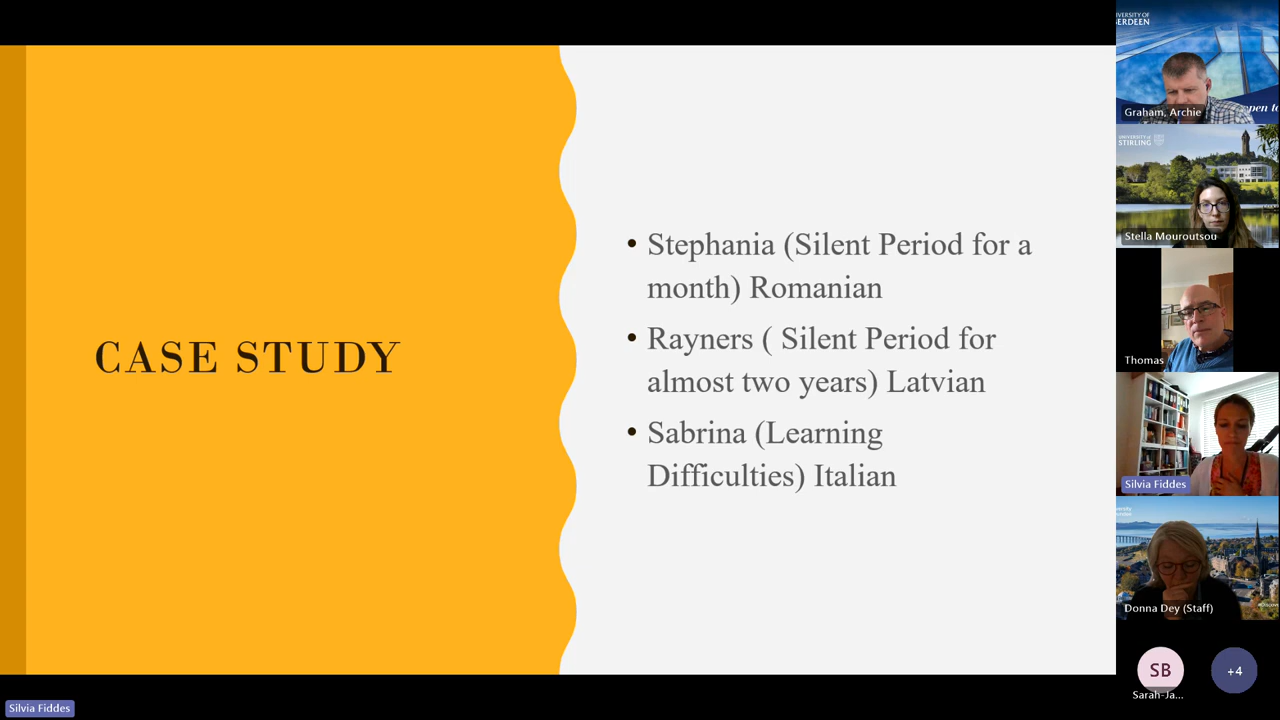 CASE STUDY
• Stephania (Silent Period for a
month) Romanian
• Rayners ( Silent Period for
almost two years) Latvian
• Sabrina (Learning
Difficulties) Italian
Silvia Fiddes
Graham, Archie
UNIVERSITY OF
STIRLING
Stella Mouroutsou
Thomas
Silvia Fiddes
Donna Dey (Staff)
SB
Sarah-Ja...
+4